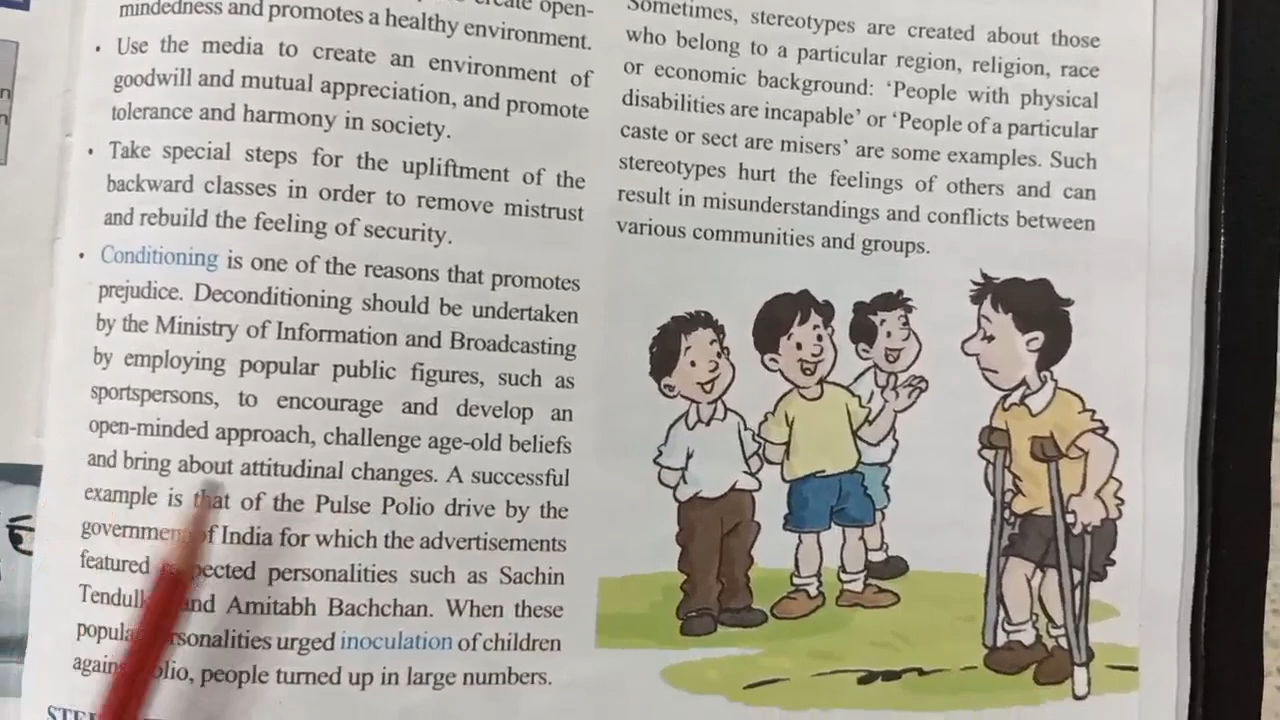 mindedness and promotes a healthy environment.
• Use the media to create an environment of
goodwill and mutual appreciation, and promote
tolerance and harmony in society.
• Take special steps for the upliftment of the
backward classes in order to remove mistrust
and rebuild the feeling of security.
• Conditioning is one of the reasons that promotes
prejudice. Deconditioning should be undertaken
by the Ministry of Information and Broadcasting
by employing popular public figures, such as
sportspersons, to encourage and develop an
open-minded approach, challenge age-old beliefs
and bring about attitudinal changes. A successful
example is that of the Pulse Polio drive by the
government of India for which the advertisements
featured respected personalities such as Sachin
Tendulkar and Amitabh Bachchan. When these
popular personalities urged inoculation of children
against polio, people turned up in large numbers.
Sometimes, stereotypes are created about those
who belong to a particular region, religion, race
or economic background: ‘People with physical
disabilities are incapable’ or ‘People of a particular
caste or sect are misers’ are some examples. Such
stereotypes hurt the feelings of others and can
result in misunderstandings and conflicts between
various communities and groups.